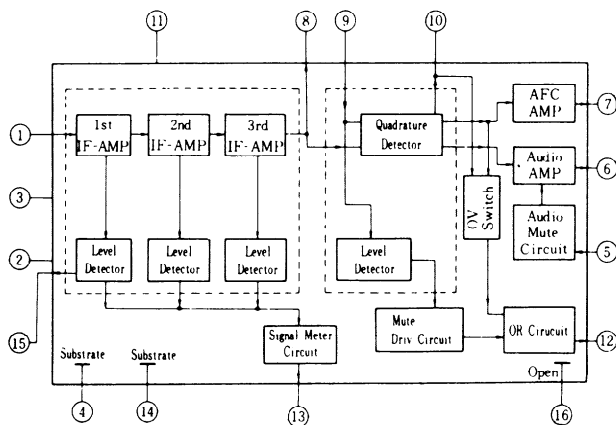 11
8
9
10
1
3
2
15
7
6
5
12
1st
IF-AMP
2nd
IF-AMP
3rd
IF-AMP
Quadrature
Detector
AFC
AMP
Audio
AMP
OV
Switch
Audio
Mute
Circuit
Level
Detector
Level
Detector
Level
Detector
Level
Detector
Signal Meter
Circuit
Mute
Driv Circuit
OR Cirucuit
Substrate
Substrate
Open
4
14
13
16